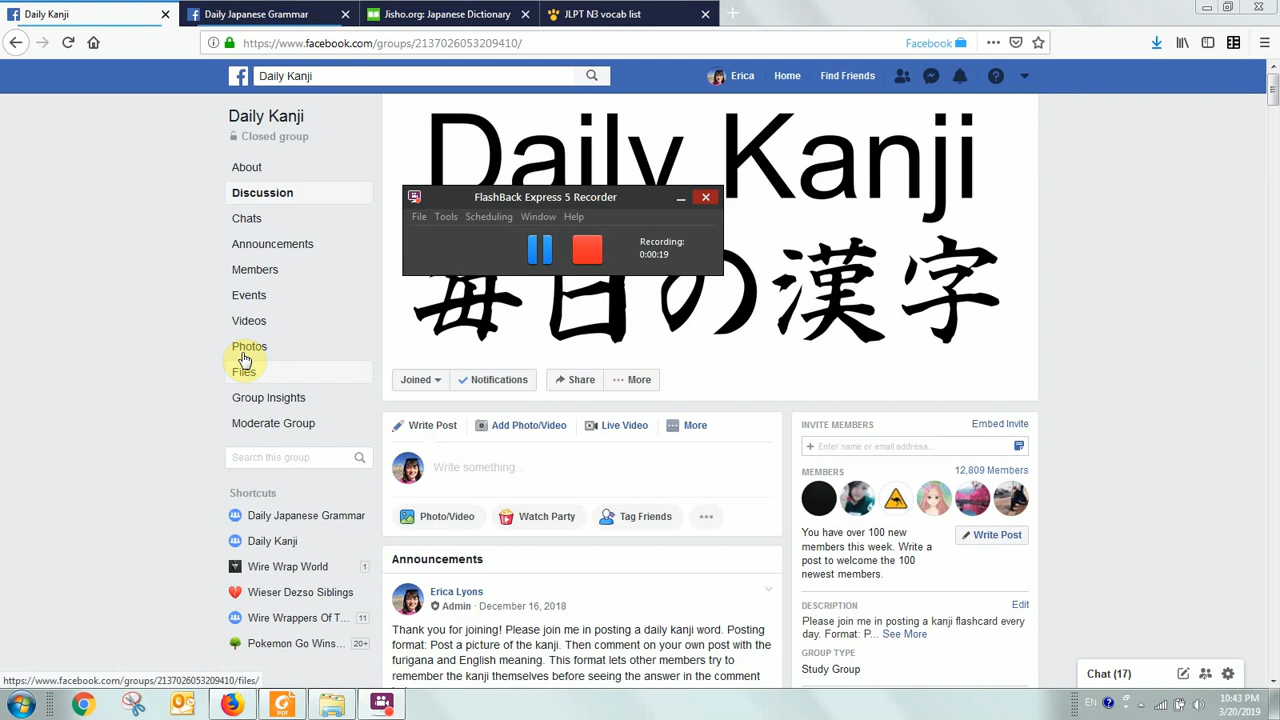 Daily Kanji
Daily Japanese Grammar
Jisho.org: Japanese Dictionary
JLPT N3 vocab list
https://www.facebook.com/groups/2137026053209410/
Facebook
Daily Kanji
Erica
Home
Find Friends
Daily Kanji
Closed group
About
Discussion
Chats
Announcements
Members
Events
Videos
Photos
Files
Group Insights
Moderate Group
Search this group
Shortcuts
Daily Japanese Grammar
Daily Kanji
Wire Wrap World 1
Wieser Dezso Siblings
Wire Wrappers Of T... 11
Pokemon Go Wins... 20+
Daily Kanji
毎日の漢字
FlashBack Express 5 Recorder
File Tools Scheduling Window Help
Recording:
0:00:19
Joined Notifications Share More
Write Post Add Photo/Video Live Video More
Write something...
Photo/Video Watch Party Tag Friends
Announcements
Erica Lyons
Admin · December 16, 2018
Thank you for joining! Please join me in posting a daily kanji word. Posting
format: Post a picture of the kanji. Then comment on your own post with the
furigana and English meaning. This format lets other members try to
remember the kanji themselves before seeing the answer in the comment
INVITE MEMBERS Embed Invite
Enter name or email address...
MEMBERS 12,809 Members
You have over 100 new
members this week. Write a
post to welcome the 100
newest members.
Write Post
DESCRIPTION Edit
Please join me in posting a kanji flashcard every
day. Format: P... See More
GROUP TYPE
Study Group
Chat (17)
https://www.facebook.com/groups/2137026053209410/files/
PDF
EN
10:43 PM
3/20/2019